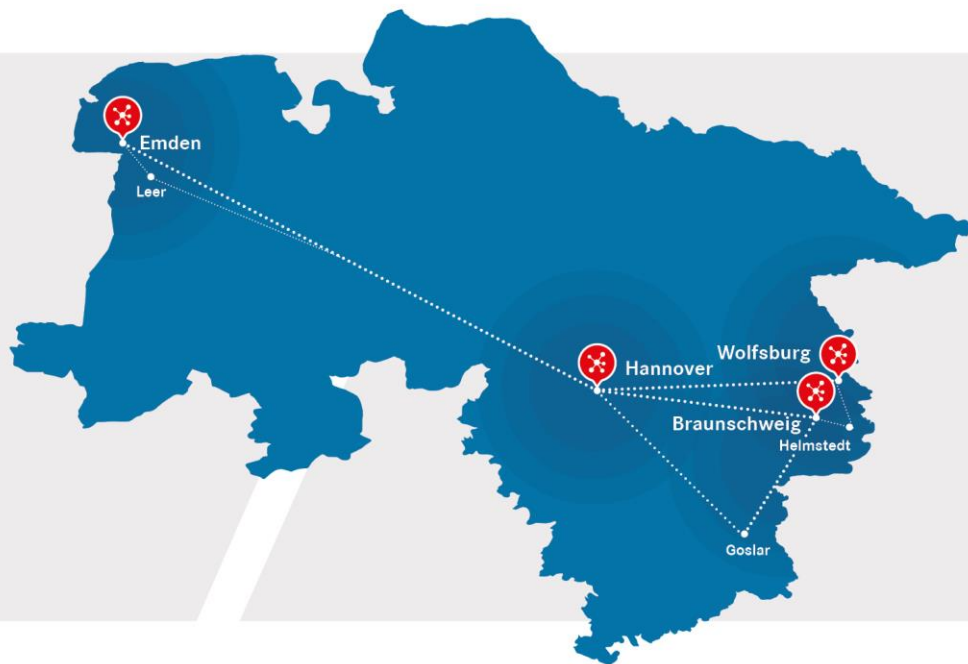 Emden
Leer
Wolfsburg
Hannover
Braunschweig
Helmstedt
Goslar